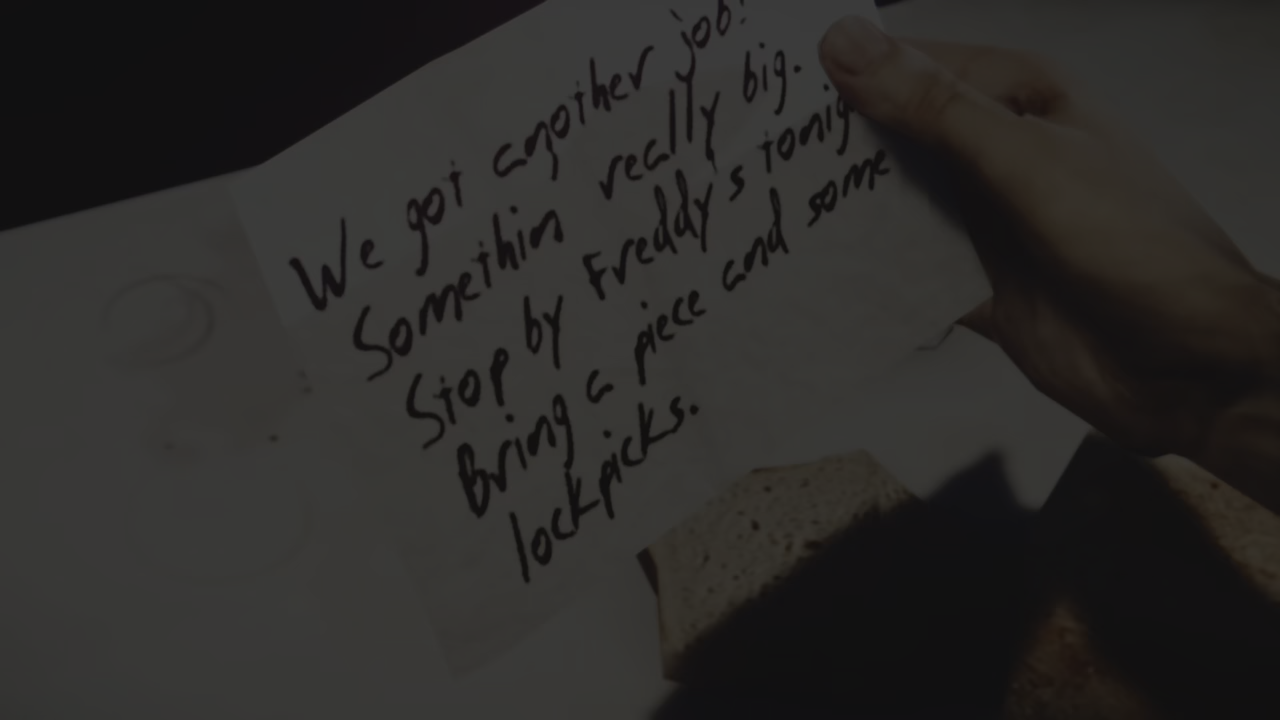 We got another job!
Somethin really big.
Stop by Freddy's
Bring a piece and some
lockpicks.